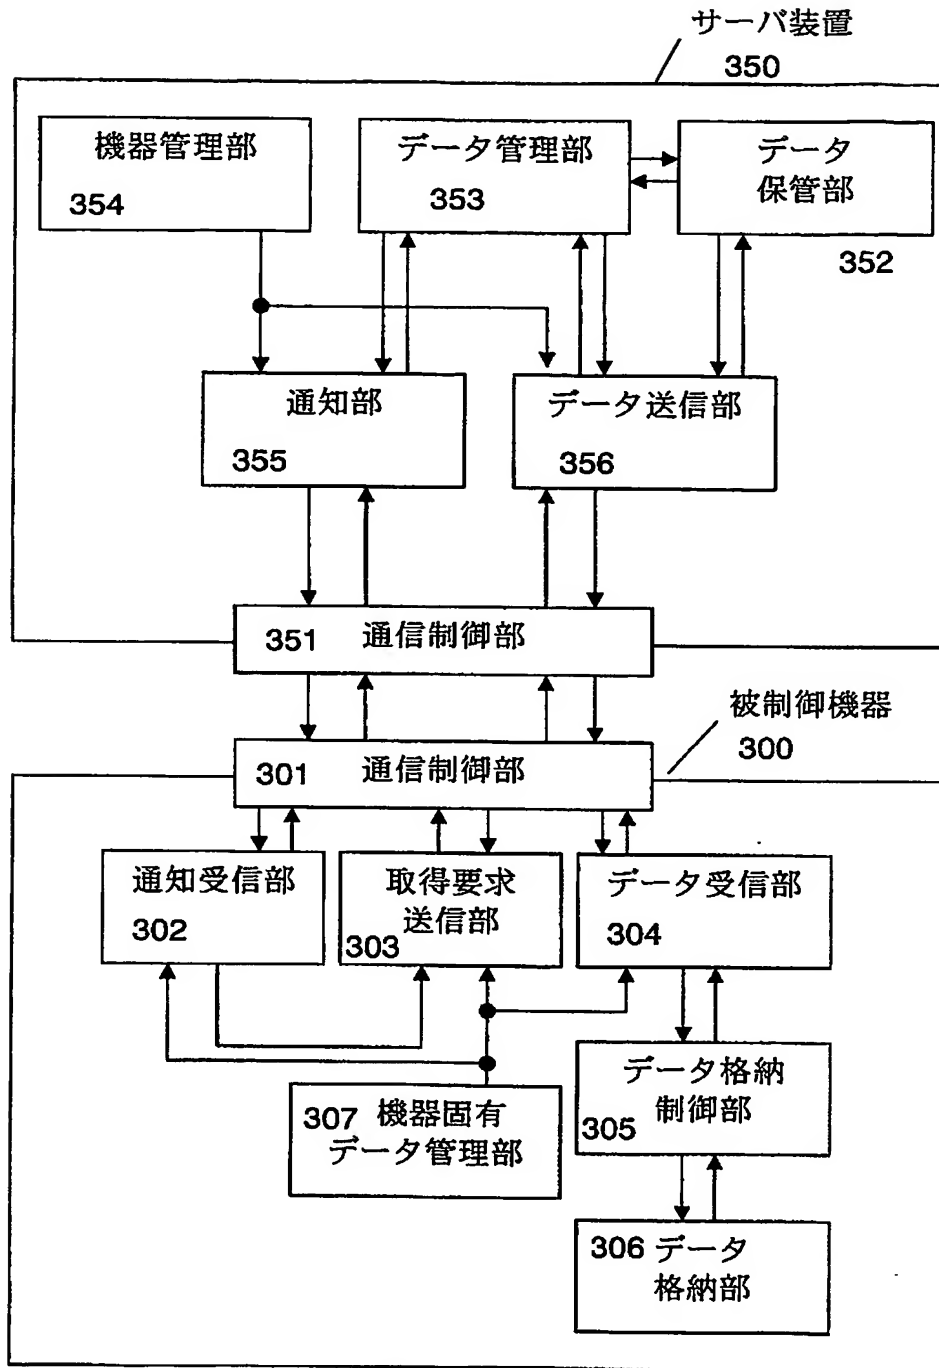 サーバ装置
350
機器管理部
354
データ管理部
353
データ
保管部
352
通知部
355
データ送信部
356
351 通信制御部
被制御機器
300
301 通信制御部
通知受信部
302
取得要求
送信部
303
データ受信部
304
データ格納
制御部
305
307 機器固有
データ管理部
306 データ
格納部